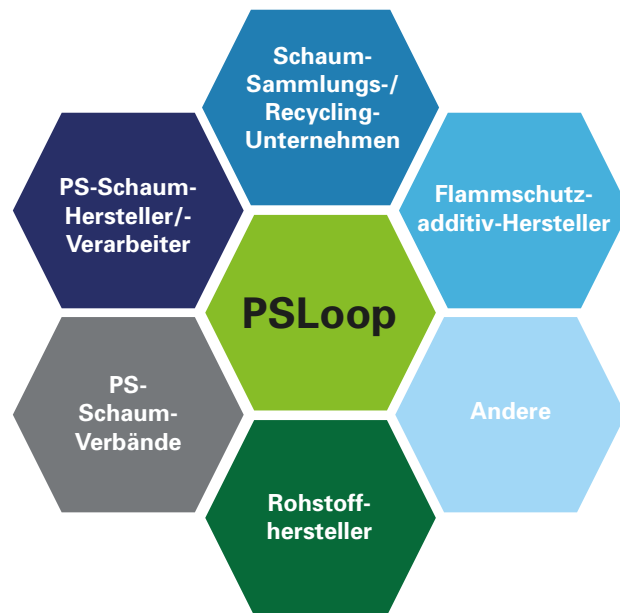 Schaum-
Sammlungs-/
Recycling-
Unternehmen
PS-Schaum-
Hersteller/-
Verarbeiter
Flammschutz-
additiv-Hersteller
PSLoop
PS-
Schaum-
Verbände
Andere
Rohstoff-
hersteller